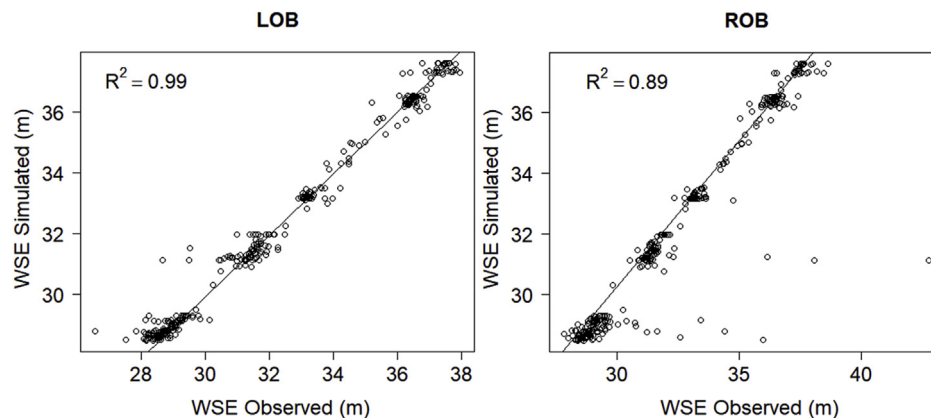 LOB
R² = 0.99
WSE Simulated (m)
36
34
32
30
26 28 30 32 34 36 38
WSE Observed (m)
ROB
R² = 0.89
WSE Simulated (m)
36
34
32
30
30 35 40
WSE Observed (m)